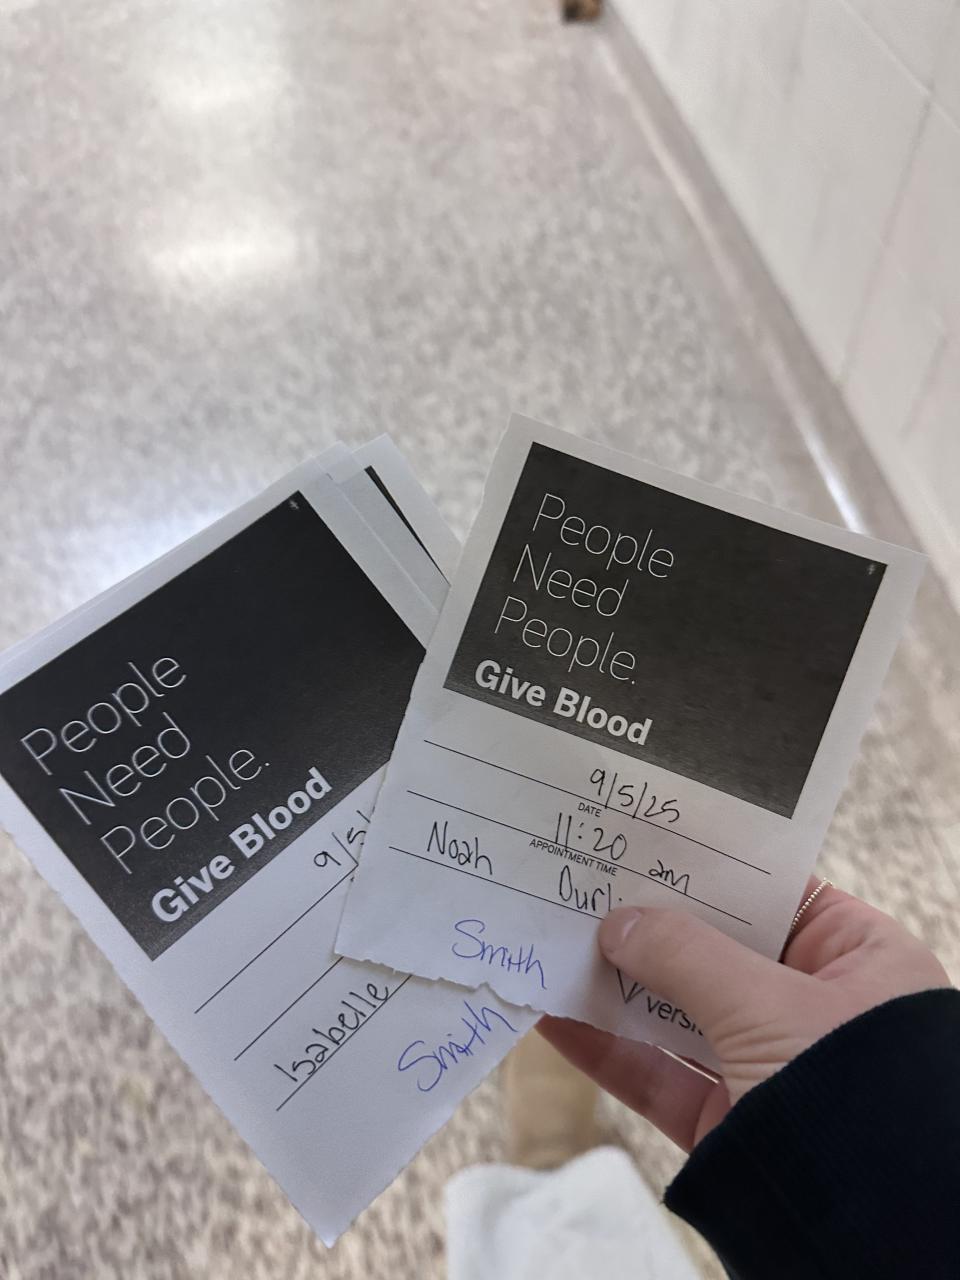 People
Need
People.
Give Blood
9/5/
Isabelle
Smith
People
Need
People.
Give Blood
9/5/25
DATE
11:20 am
APPOINTMENT TIME
Noah
Smith